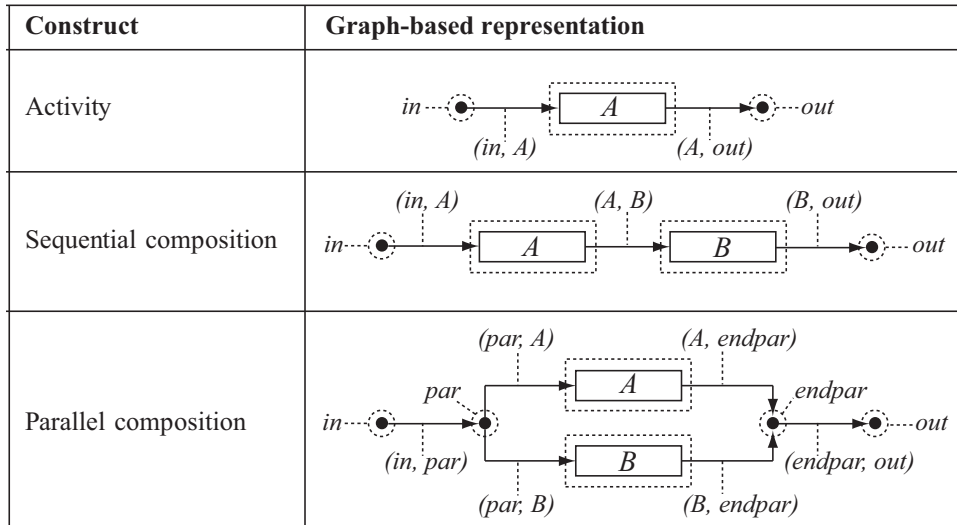 Construct Graph-based representation
Activity
in A out
(in, A) (A, out)
(in, A) (A, B) (B, out)
Sequential composition
in A B out
(par, A) (A, endpar)
par A endpar
Parallel composition
in out
(in, par) B (endpar, out)
(par, B) (B, endpar)